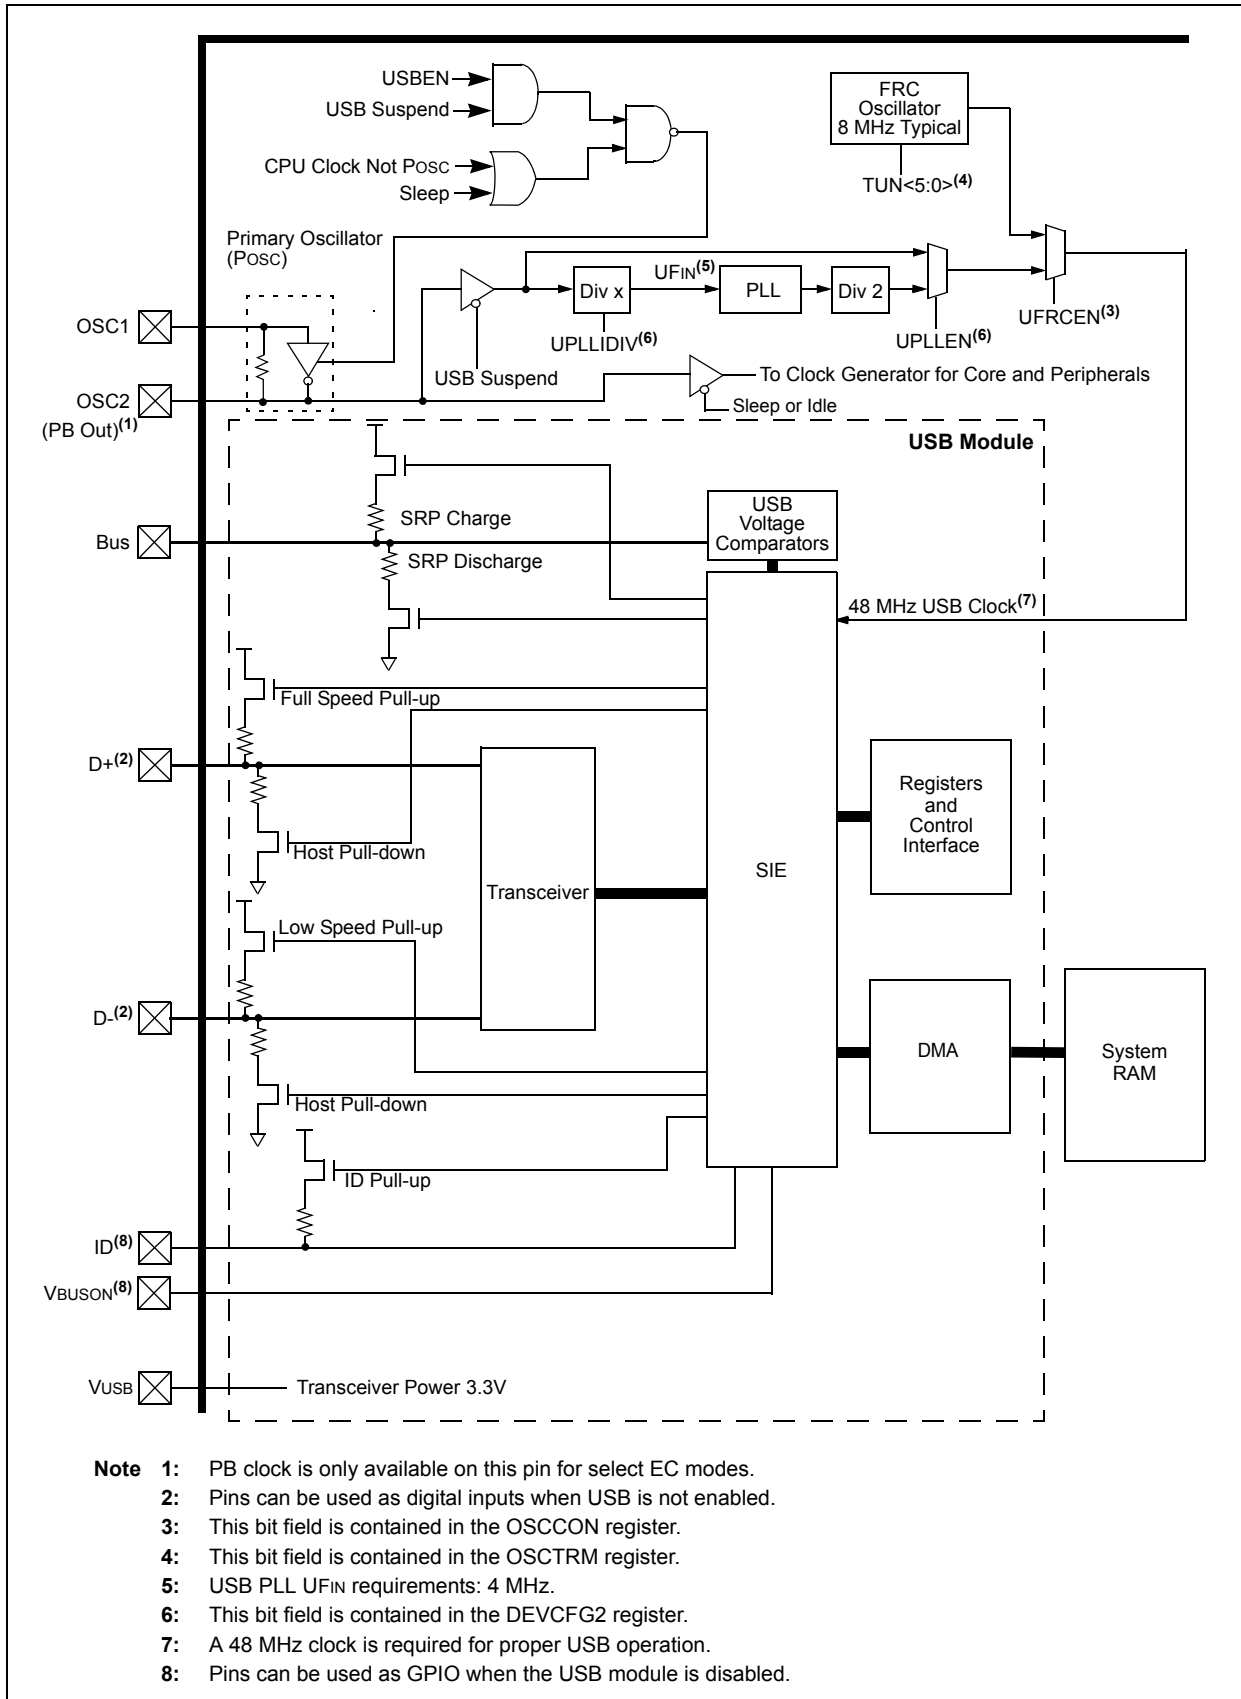 USBEN
USB Suspend
CPU Clock Not POSC
Sleep
FRC
Oscillator
8 MHz Typical
TUN<5:0>(4)
Primary Oscillator
(POSC)
UFIN(5)
Div x
PLL
Div 2
UFRCEN(3)
OSC1
UPLLIDIV(6)
UPLLEN(6)
USB Suspend
To Clock Generator for Core and Peripherals
OSC2
(PB Out)(1)
Sleep or Idle
USB Module
USB
Voltage
Comparators
SRP Charge
Bus
SRP Discharge
48 MHz USB Clock(7)
Full Speed Pull-up
D+(2)
Registers
and
Control
Interface
Host Pull-down
SIE
Transceiver
Low Speed Pull-up
D-(2)
DMA
System
RAM
Host Pull-down
ID Pull-up
ID(8)
VBUSON(8)
VUSB
Transceiver Power 3.3V
Note 1: PB clock is only available on this pin for select EC modes.
2: Pins can be used as digital inputs when USB is not enabled.
3: This bit field is contained in the OSCCON register.
4: This bit field is contained in the OSCTRM register.
5: USB PLL UFIN requirements: 4 MHz.
6: This bit field is contained in the DEVCFG2 register.
7: A 48 MHz clock is required for proper USB operation.
8: Pins can be used as GPIO when the USB module is disabled.